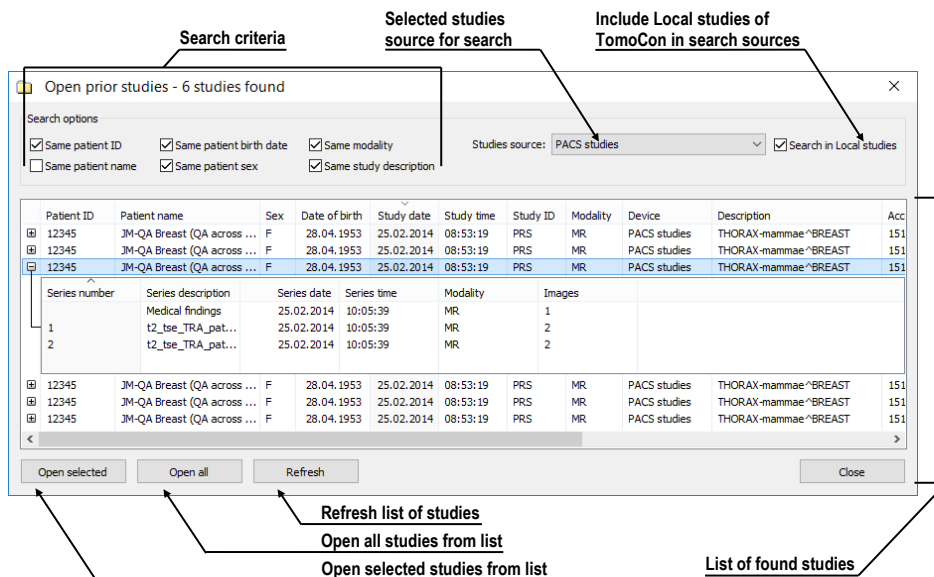 Selected studies
source for search
Include Local studies of
TomoCon in search sources
Search criteria
Open prior studies - 6 studies found
Search options
Same patient ID Same patient birth date Same modality Studies source: PACS studies Search in Local studies
Same patient name Same patient sex Same study description
Patient ID Patient name Sex Date of birth Study date Study time Study ID Modality Device Description Acc
12345 JM-QA Breast (QA across ... F 28.04.1953 25.02.2014 08:53:19 PRS MR PACS studies THORAX-mammae^BREAST 151
12345 JM-QA Breast (QA across ... F 28.04.1953 25.02.2014 08:53:19 PRS MR PACS studies THORAX-mammae^BREAST 151
12345 JM-QA Breast (QA across ... F 28.04.1953 25.02.2014 08:53:19 PRS MR PACS studies THORAX-mammae^BREAST 151
Series number Series description Series date Series time Modality Images
Medical findings 25.02.2014 10:05:39 MR 1
1 t2_tse_TRA_pat... 25.02.2014 10:05:39 MR 2
2 t2_tse_TRA_pat... 25.02.2014 10:05:39 MR 2
12345 JM-QA Breast (QA across ... F 28.04.1953 25.02.2014 08:53:19 PRS MR PACS studies THORAX-mammae^BREAST 151
12345 JM-QA Breast (QA across ... F 28.04.1953 25.02.2014 08:53:19 PRS MR PACS studies THORAX-mammae^BREAST 151
12345 JM-QA Breast (QA across ... F 28.04.1953 25.02.2014 08:53:19 PRS MR PACS studies THORAX-mammae^BREAST 151
Open selected Open all Refresh Close
Refresh list of studies
Open all studies from list
Open selected studies from list
List of found studies